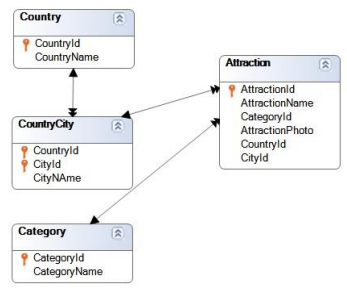 Country
CountryId
CountryName
Attraction
AttractionId
AttractionName
CategoryId
AttractionPhoto
CountryId
CityId
CountryCity
CountryId
CityId
CityNAme
Category
CategoryId
CategoryName